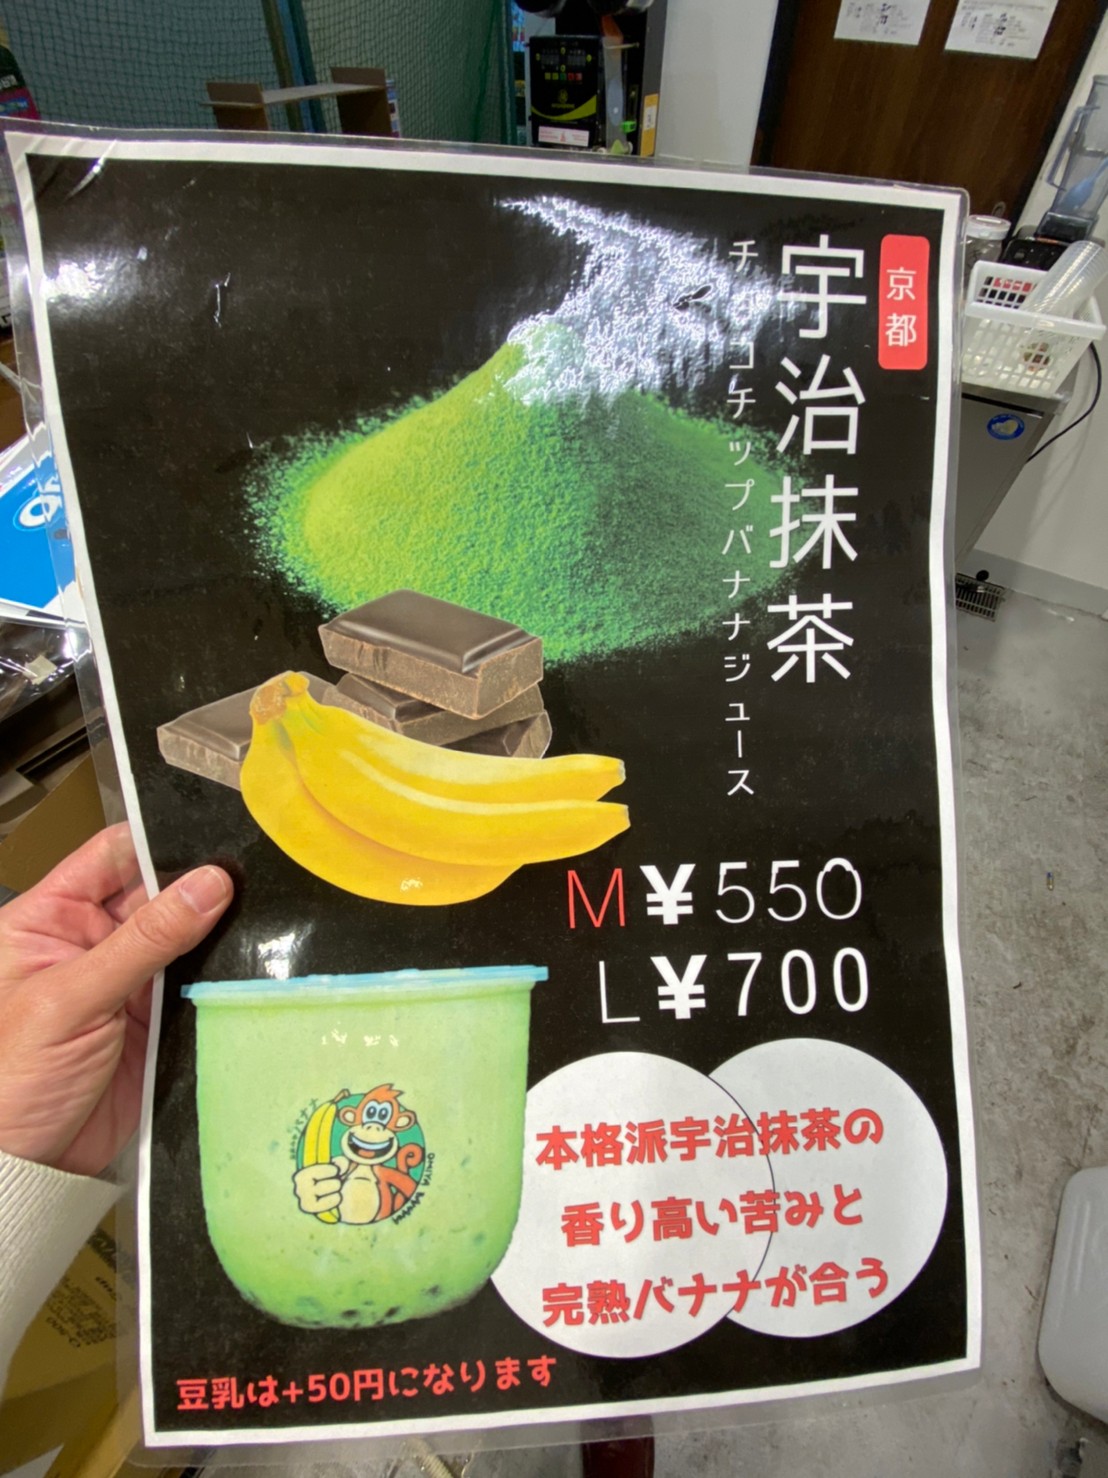 京都
宇治抹茶
チョコチップバナナジュース
M¥550
L¥700
本格派宇治抹茶の
香り高い苦みと
完熟バナナが合う
OMIYA BANANA
豆乳は+50円になります